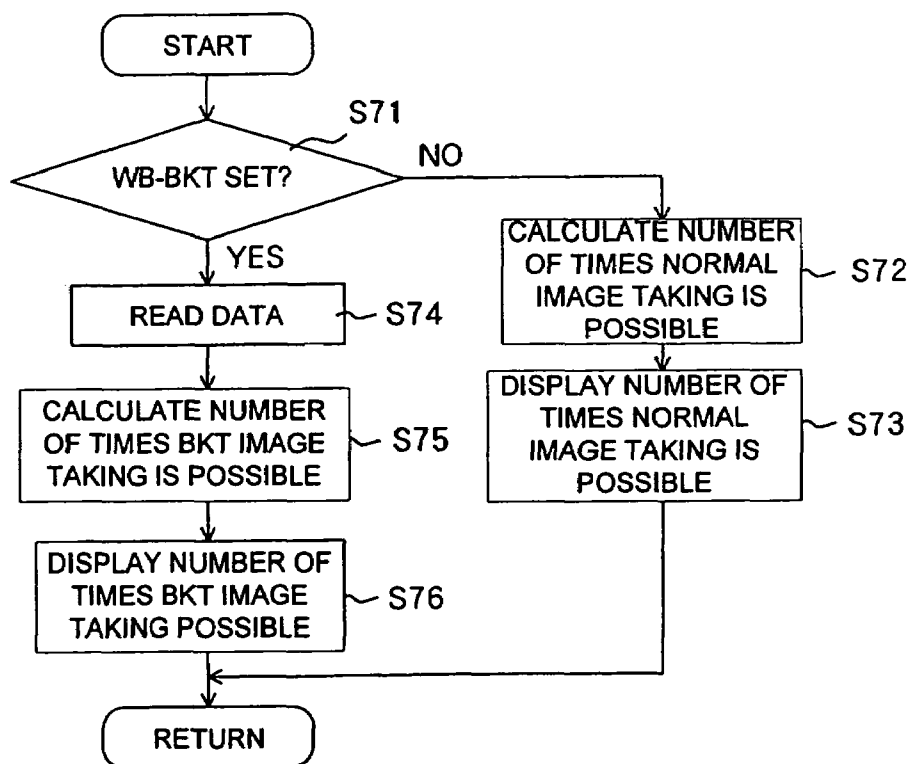 START
S71
WB-BKT SET?
NO
YES
CALCULATE NUMBER
OF TIMES NORMAL
IMAGE TAKING IS
POSSIBLE
S72
READ DATA
S74
DISPLAY NUMBER OF
TIMES NORMAL
IMAGE TAKING IS
POSSIBLE
S73
CALCULATE NUMBER
OF TIMES BKT IMAGE
TAKING IS POSSIBLE
S75
DISPLAY NUMBER OF
TIMES BKT IMAGE
TAKING POSSIBLE
S76
RETURN